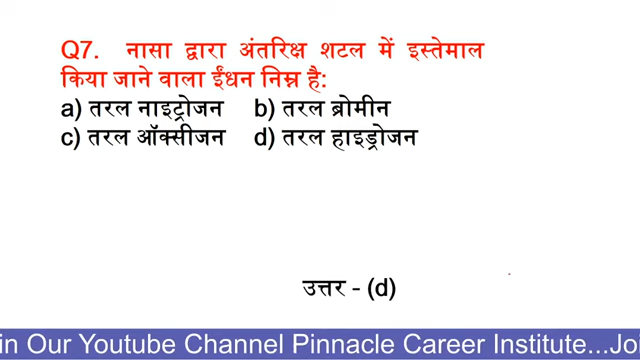 Q7. नासा द्वारा अंतरिक्ष शटल में इस्तेमाल
किया जाने वाला ईंधन निम्न है:
a) तरल नाइट्रोजन b) तरल ब्रोमीन
c) तरल ऑक्सीजन d) तरल हाइड्रोजन
उत्तर - (d)
in Our Youtube Channel Pinnacle Career Institute...Jo